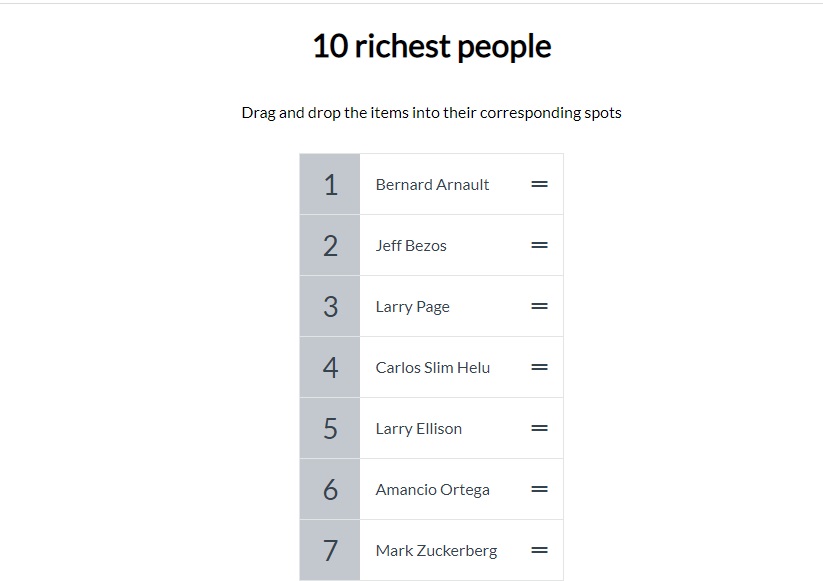 10 richest people
Drag and drop the items into their corresponding spots
1 Bernard Arnault
2 Jeff Bezos
3 Larry Page
4 Carlos Slim Helu
5 Larry Ellison
6 Amancio Ortega
7 Mark Zuckerberg